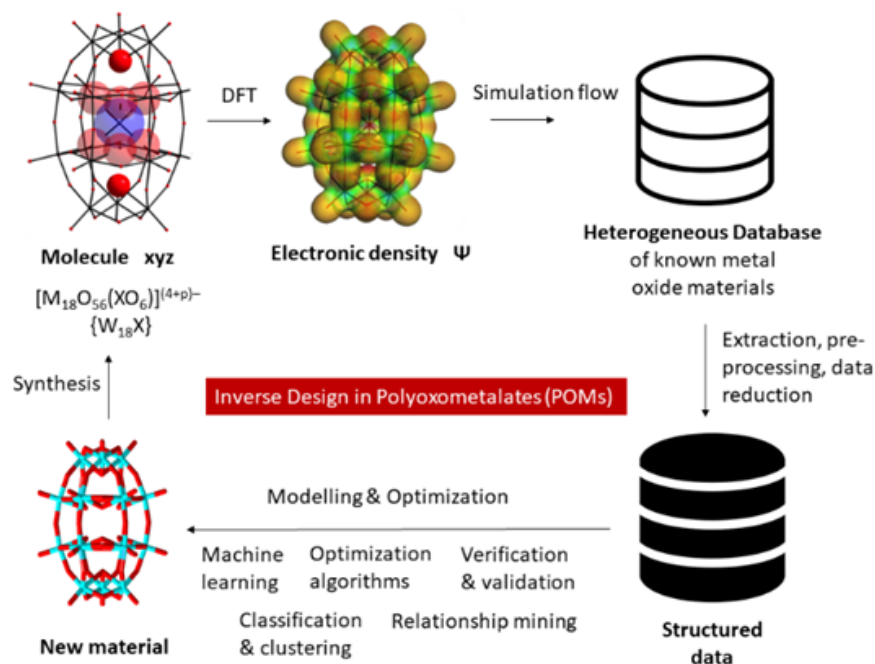 DFT
Simulation flow
Molecule xyz
[M₁₈O₅₆(XO₆)]⁽⁴⁺ᵖ⁾⁻
{W₁₈X}
Electronic density Ψ
Heterogeneous Database
of known metal
oxide materials
Synthesis
Inverse Design in Polyoxometalates (POMs)
Extraction, pre-
processing, data
reduction
Modelling & Optimization
Machine
learning
Optimization
algorithms
Verification
& validation
Classification
& clustering
Relationship mining
New material
Structured
data